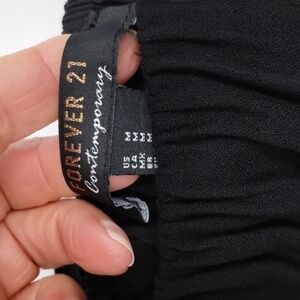 FOREVER 21
Contemporary
M M M M
US CA MX BR